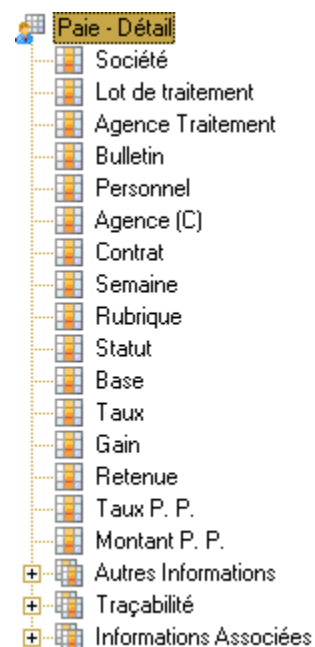 Paie - Détail
Société
Lot de traitement
Agence Traitement
Bulletin
Personnel
Agence (C)
Contrat
Semaine
Rubrique
Statut
Base
Taux
Gain
Retenue
Taux P. P.
Montant P. P.
Autres Informations
Traçabilité
Informations Associées